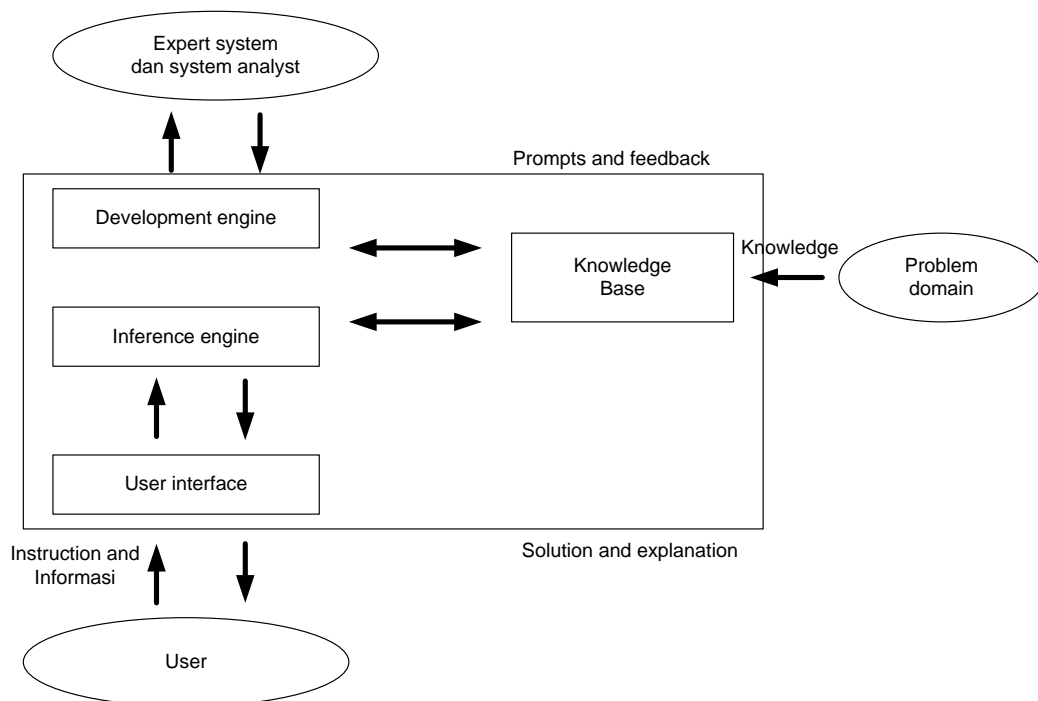 Expert system
dan system analyst
Prompts and feedback
Development engine
Knowledge
Base
Knowledge
Problem
domain
Inference engine
User interface
Instruction and
Informasi
Solution and explanation
User